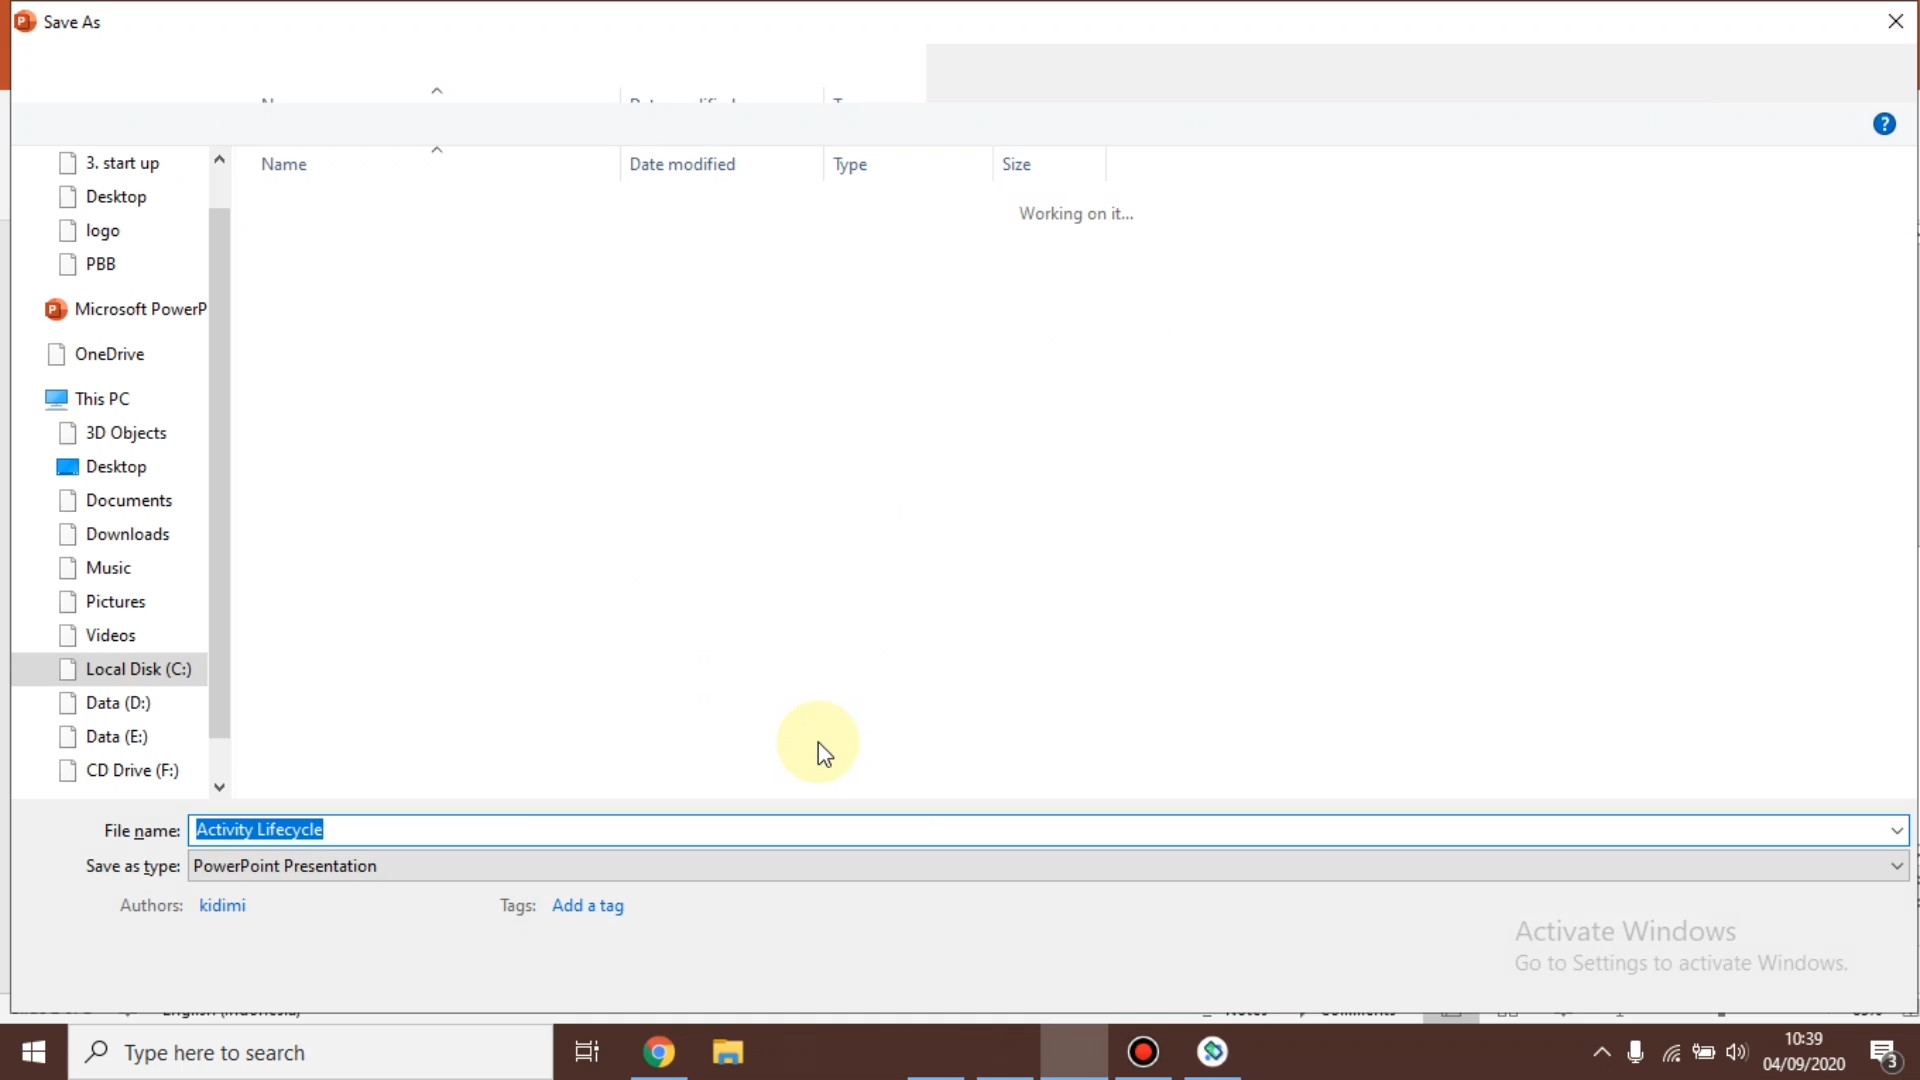 Save As
Name Date modified Type Size
Working on it...
3. start up
Desktop
logo
PBB
Microsoft PowerP
OneDrive
This PC
3D Objects
Desktop
Documents
Downloads
Music
Pictures
Videos
Local Disk (C:)
Data (D:)
Data (E:)
CD Drive (F:)
File name: Activity Lifecycle
Save as type: PowerPoint Presentation
Authors: kidimi Tags: Add a tag
Activate Windows
Go to Settings to activate Windows.
Type here to search
10:39
04/09/2020
3